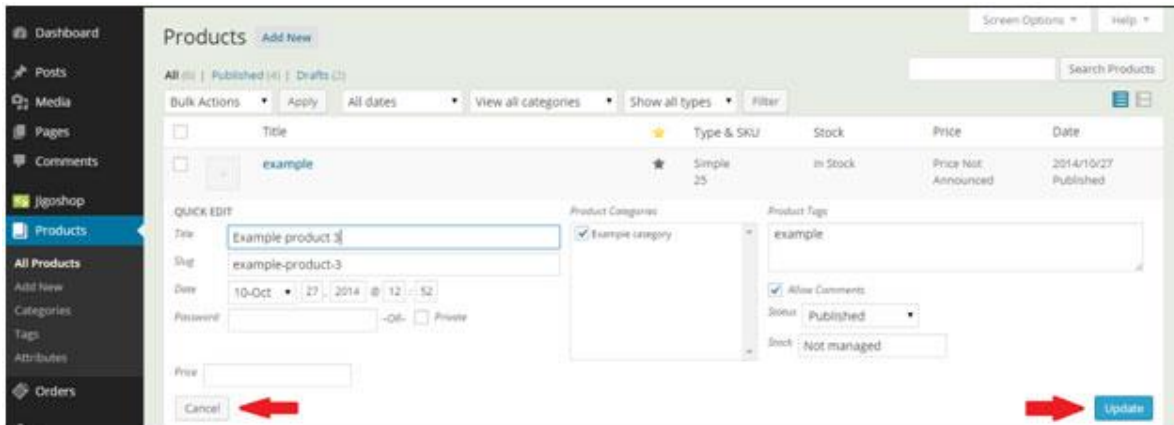 Screen Options Help
Dashboard
Products Add New
Posts
All (6) | Published (4) | Drafts (2)
Search Products
Media
Bulk Actions Apply All dates View all categories Show all types Filter
Pages
Title Type & SKU Stock Price Date
Comments
example Simple In Stock Price Not 2014/10/27
25 Announced Published
Jigoshop
QUICK EDIT Product Categories Product Tags
Products
Title Example product 3 Example category example
All Products
Slug example-product-3
Add New
Date 10-Oct 27, 2014 @ 12 : 52 Allow Comments
Categories
Password -OR- Private Status Published
Tags
Stock Not managed
Attributes
Price
Orders
Cancel Update